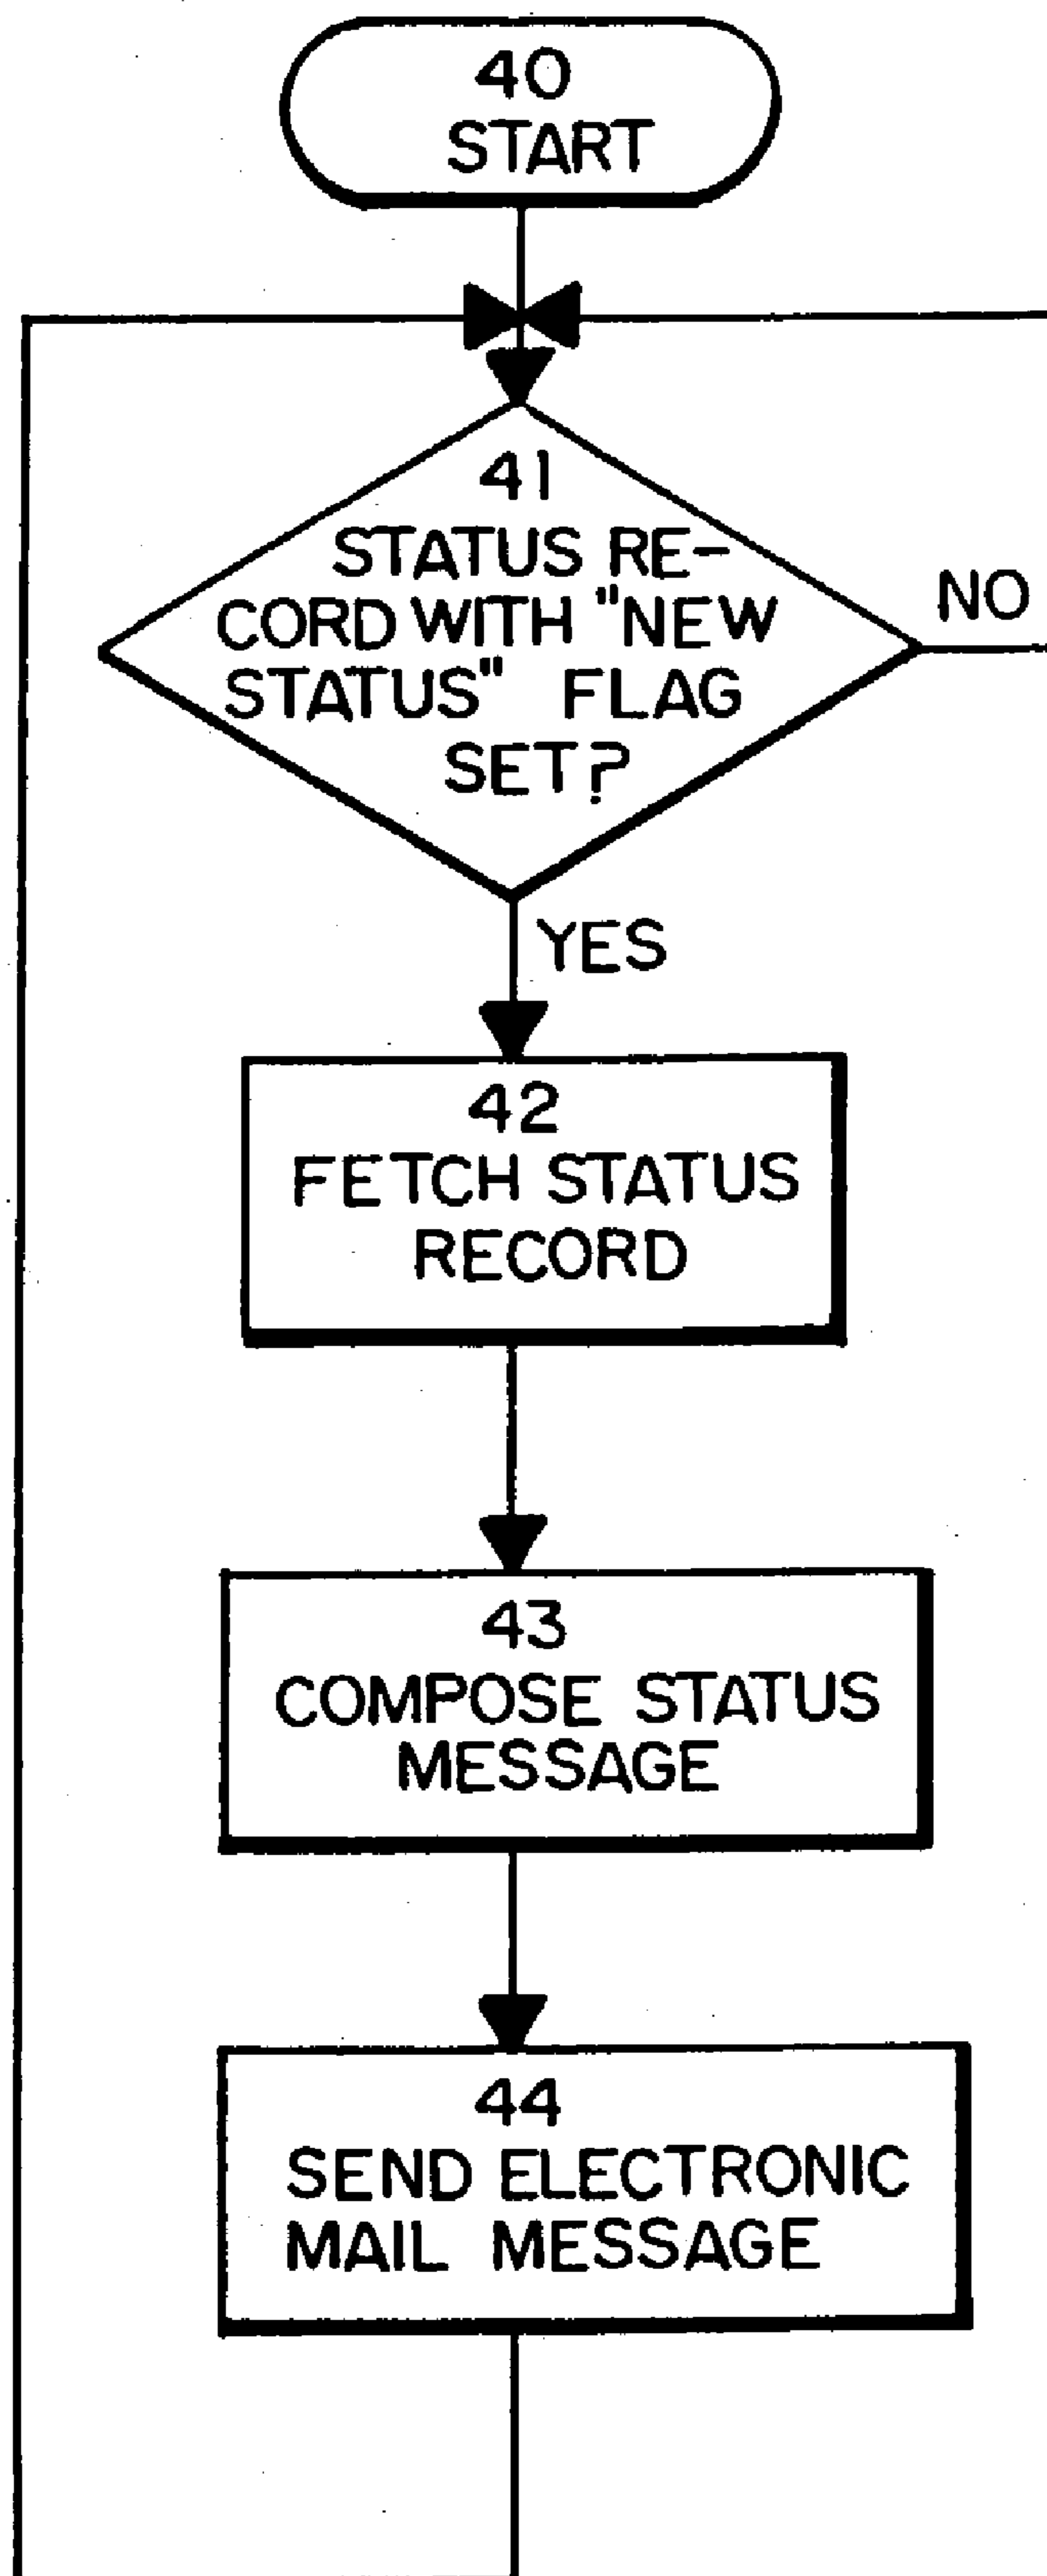 40
START
41
STATUS RE-
CORD WITH "NEW
STATUS" FLAG
SET?
NO
YES
42
FETCH STATUS
RECORD
43
COMPOSE STATUS
MESSAGE
44
SEND ELECTRONIC
MAIL MESSAGE